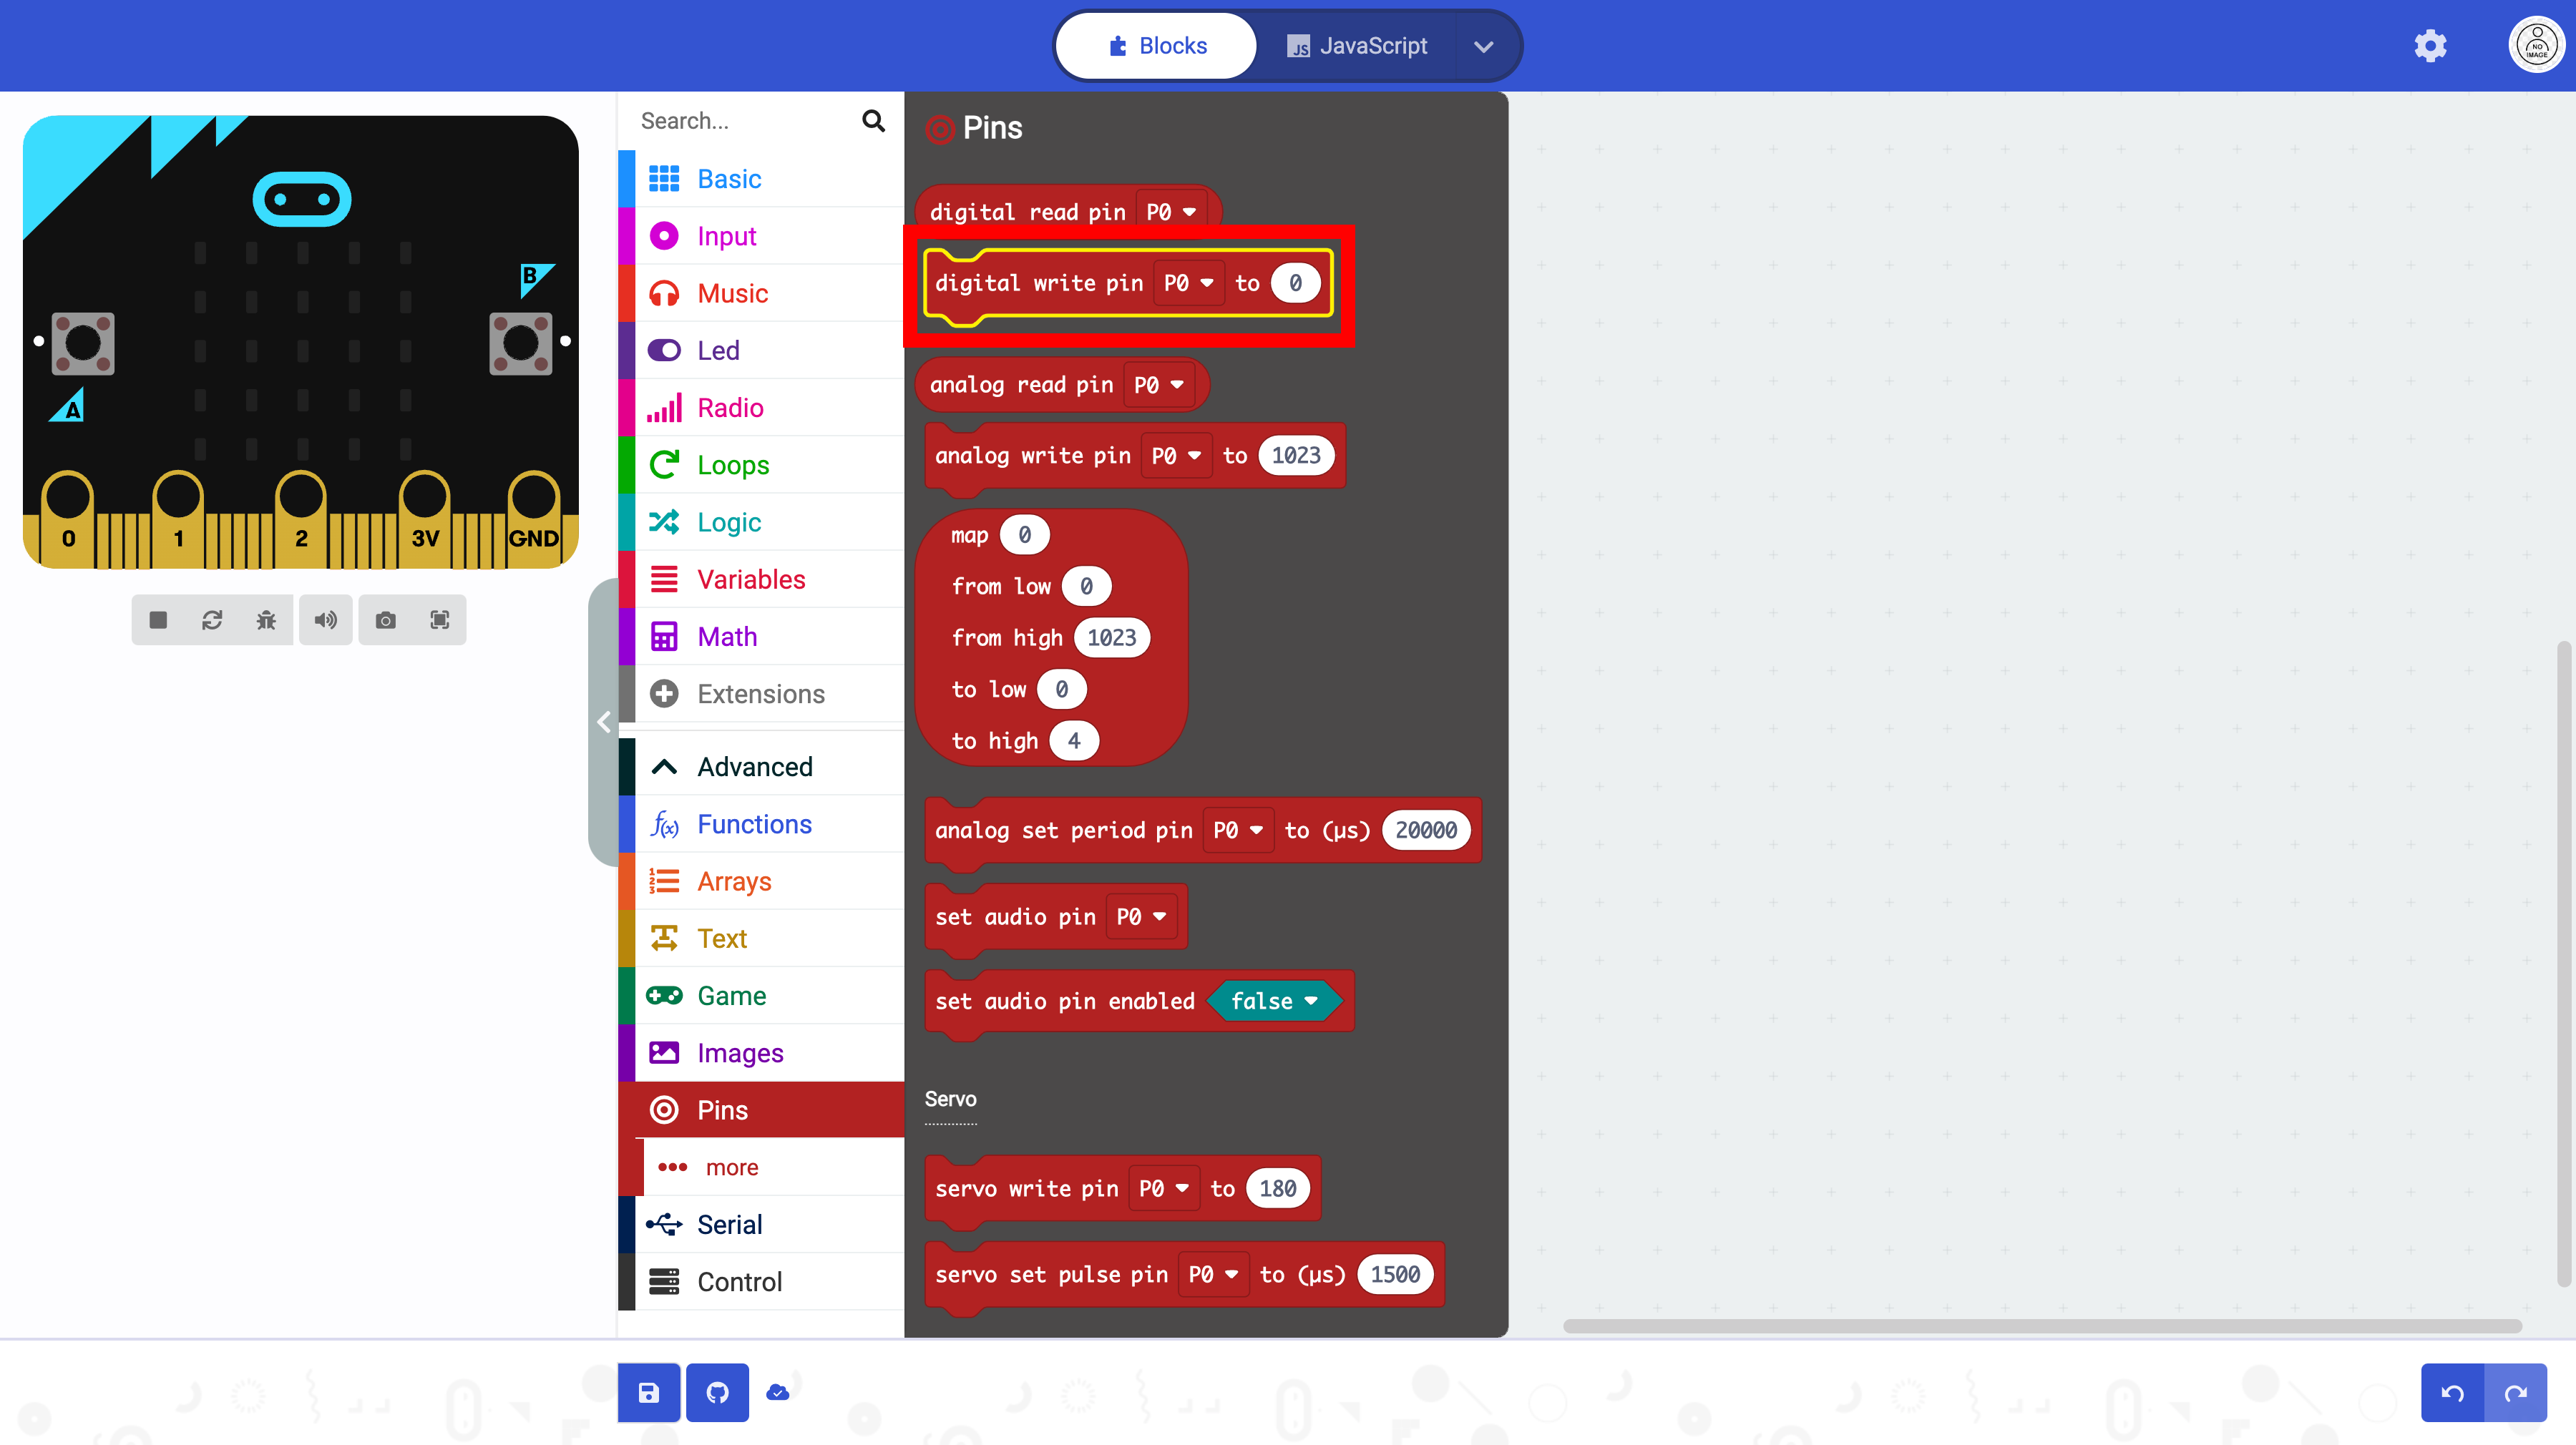 Blocks
JS JavaScript
NO
IMAGE
Search...
Pins
Basic
Input
Music
Led
Radio
Loops
Logic
Variables
Math
Extensions
Advanced
Functions
Arrays
Text
Game
Images
Pins
more
Serial
Control
digital read pin P0
digital write pin P0 to 0
analog read pin P0
analog write pin P0 to 1023
map 0
from low 0
from high 1023
to low 0
to high 4
analog set period pin P0 to (µs) 20000
set audio pin P0
set audio pin enabled false
Servo
servo write pin P0 to 180
servo set pulse pin P0 to (µs) 1500
B
A
0 1 2 3V GND